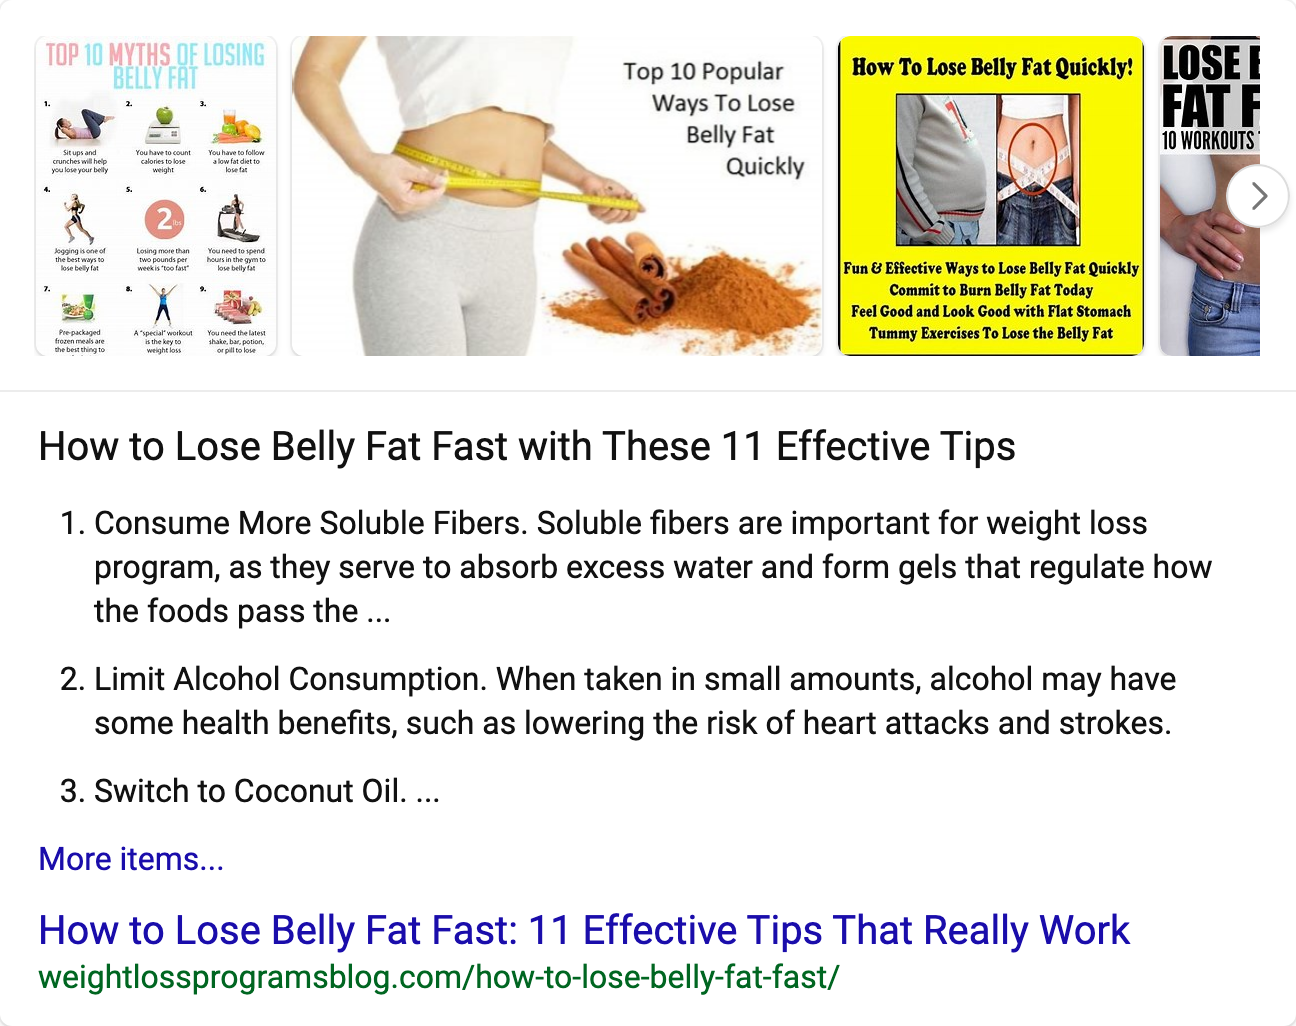 TOP 10 MYTHS OF LOSING
BELLY FAT
1.
Sit ups and
crunches will help
you lose your belly
2.
You have to count
calories to lose
weight
3.
You have to follow
a low fat diet to
lose fat
4.
Jogging is one of
the best ways to
lose belly fat
5.
2 lbs
Losing more than
two pounds per
week is "too fast"
6.
You need to spend
hours in the gym to
lose belly fat
7.
Pre-packaged
frozen meals are
the best thing to
8.
A "special" workout
is the key to
weight loss
9.
You need the latest
shake, bar, potion,
or pill to lose
Top 10 Popular
Ways To Lose
Belly Fat
Quickly
How To Lose Belly Fat Quickly!
Fun & Effective Ways to Lose Belly Fat Quickly
Commit to Burn Belly Fat Today
Feel Good and Look Good with Flat Stomach
Tummy Exercises To Lose the Belly Fat
LOSE
FAT
10 WORKOUTS
How to Lose Belly Fat Fast with These 11 Effective Tips
1. Consume More Soluble Fibers. Soluble fibers are important for weight loss
program, as they serve to absorb excess water and form gels that regulate how
the foods pass the ...
2. Limit Alcohol Consumption. When taken in small amounts, alcohol may have
some health benefits, such as lowering the risk of heart attacks and strokes.
3. Switch to Coconut Oil. ...
More items...
How to Lose Belly Fat Fast: 11 Effective Tips That Really Work
weightlossprogramsblog.com/how-to-lose-belly-fat-fast/